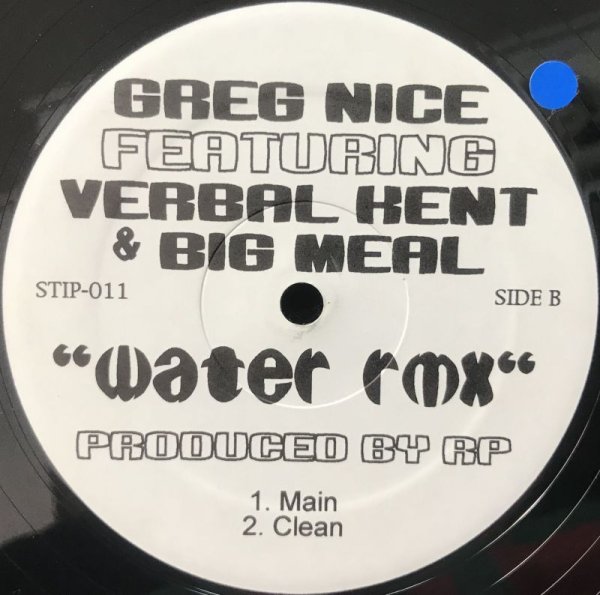 GREG NICE
FEATURING
VERBAL KENT
& BIG MEAL
STIP-011
SIDE B
"water rmx"
PRODUCED BY RP
1. Main
2. Clean